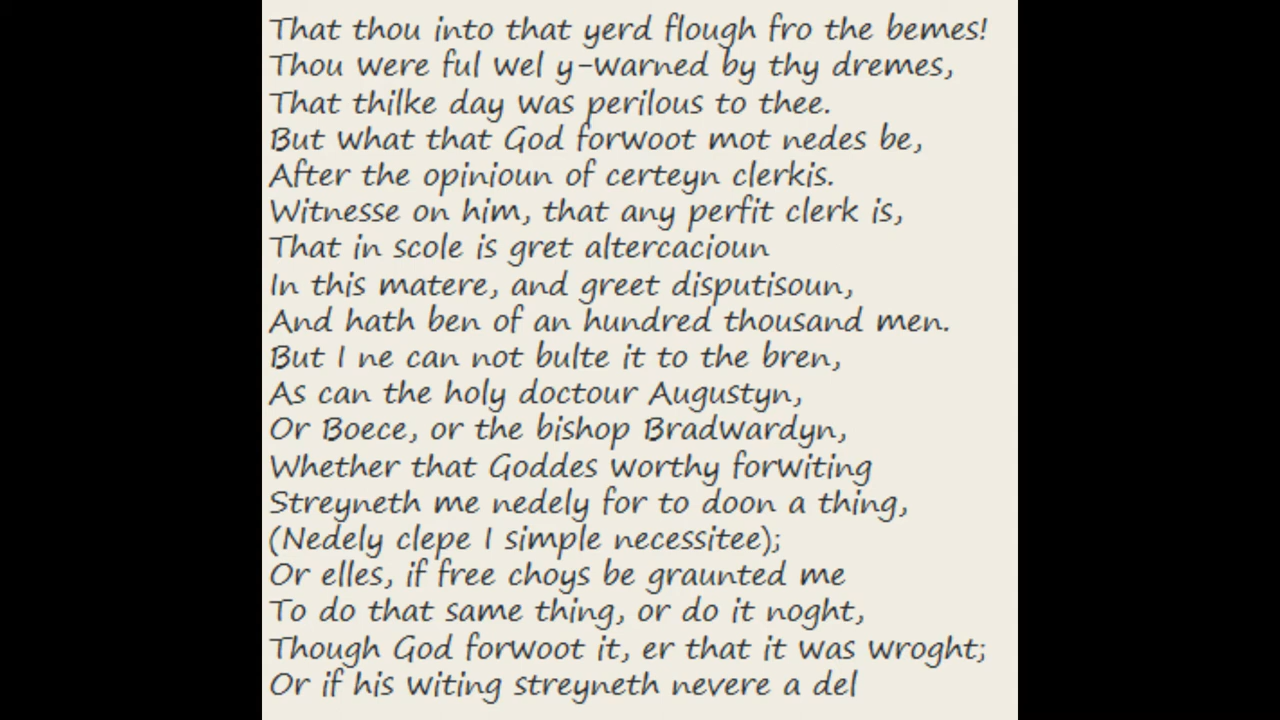 That thou into that yerd flough fro the bemes!
Thou were ful wel y-warned by thy dremes,
That thilke day was perilous to thee.
But what that God forwoot mot nedes be,
After the opinioun of certeyn clerkis.
Witnesse on him, that any perfit clerk is,
That in scole is gret altercacioun
In this matere, and greet disputisoun,
And hath ben of an hundred thousand men.
But I ne can not bulte it to the bren,
As can the holy doctour Augustyn,
Or Boece, or the bishop Bradwardyn,
Whether that Goddes worthy forwiting
Streyneth me nedely for to doon a thing,
(Nedely clepe I simple necessitee);
Or elles, if free choys be graunted me
To do that same thing, or do it noght,
Though God forwoot it, er that it was wroght;
Or if his witing streyneth nevere a del